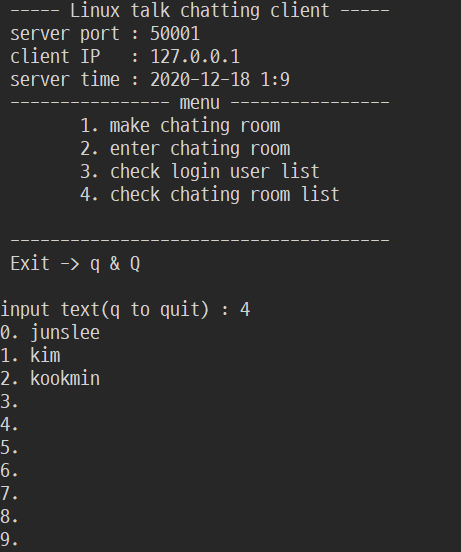 ----- Linux talk chatting client -----
server port : 50001
client IP   : 127.0.0.1
server time : 2020-12-18 1:9
---------------- menu ----------------
1. make chating room
2. enter chating room
3. check login user list
4. check chating room list
--------------------------------------
Exit -> q & Q
input text(q to quit) : 4
0. junslee
1. kim
2. kookmin
3.
4.
5.
6.
7.
8.
9.